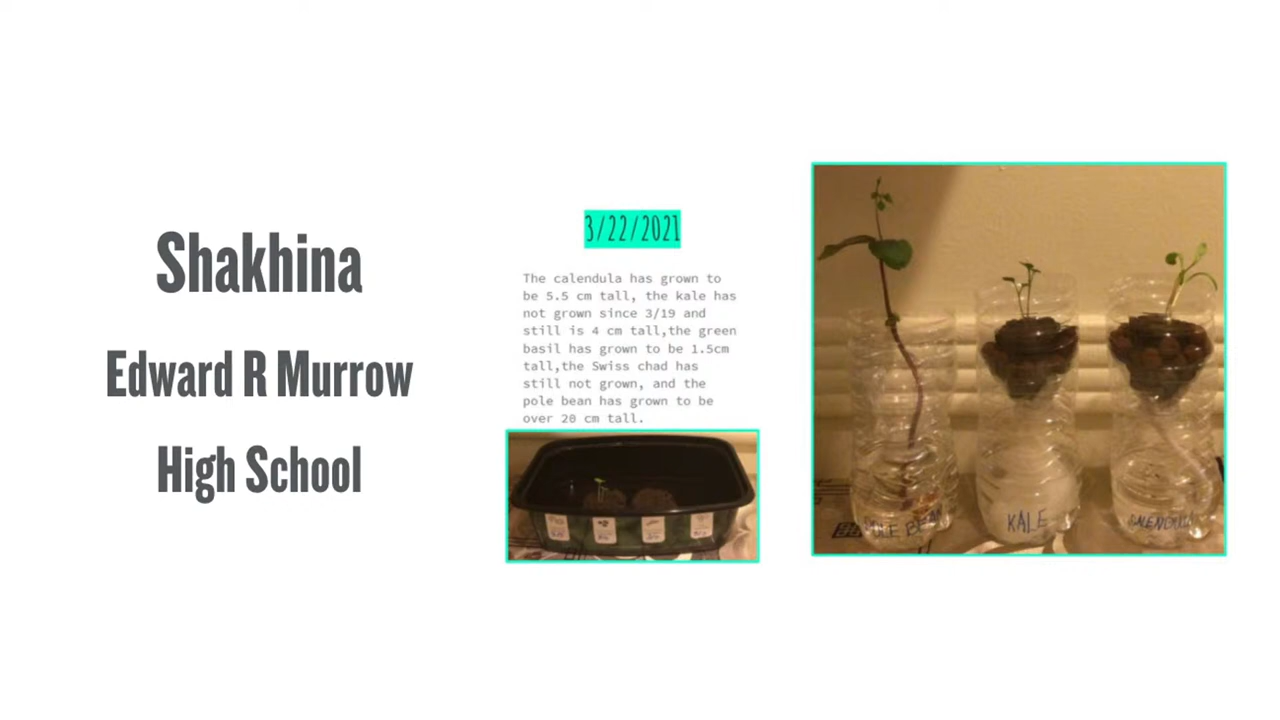 Shakhina
Edward R Murrow
High School
3/22/2021
The calendula has grown to
be 5.5 cm tall, the kale has
not grown since 3/19 and
still is 4 cm tall,the green
basil has grown to be 1.5cm
tall,the Swiss chad has
still not grown, and the
pole bean has grown to be
over 20 cm tall.
POLE BEAN
KALE
CALENDULA